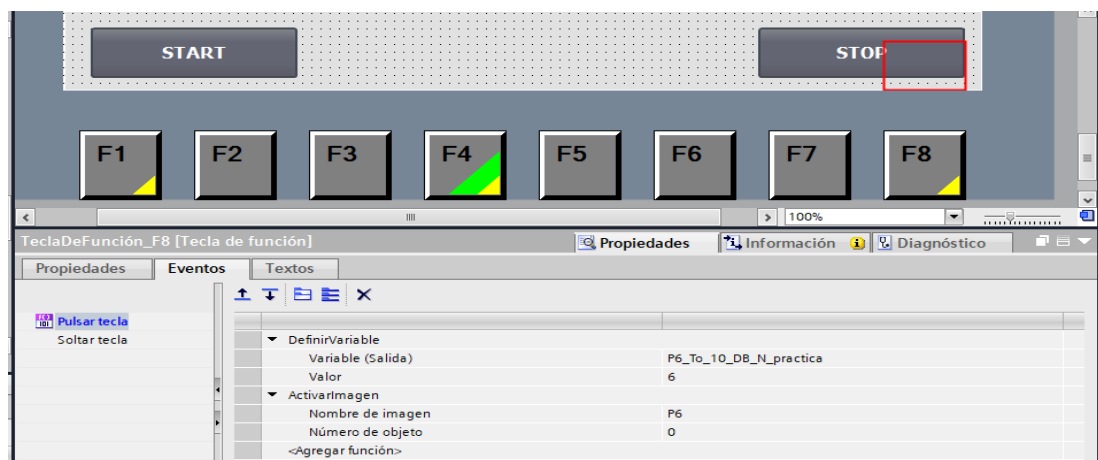 START STOP
F1 F2 F3 F4 F5 F6 F7 F8
100%
TeclaDeFunción_F8 [Tecla de función] Propiedades Información Diagnóstico
Propiedades Eventos Textos
Pulsar tecla
Soltar tecla
DefinirVariable
Variable (Salida) P6_To_10_DB_N_practica
Valor 6
ActivarImagen
Nombre de imagen P6
Número de objeto 0
<Agregar función>